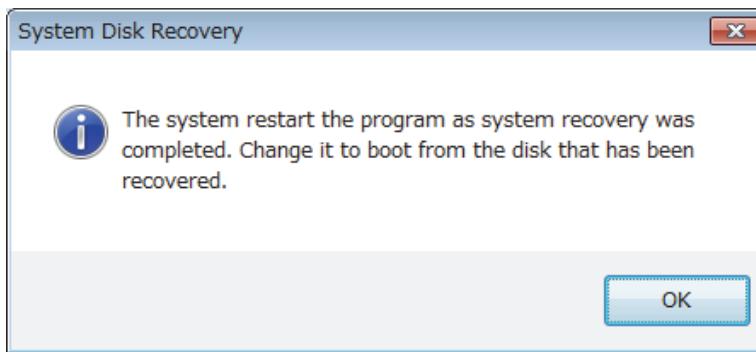 System Disk Recovery
The system restart the program as system recovery was
completed. Change it to boot from the disk that has been
recovered.
OK